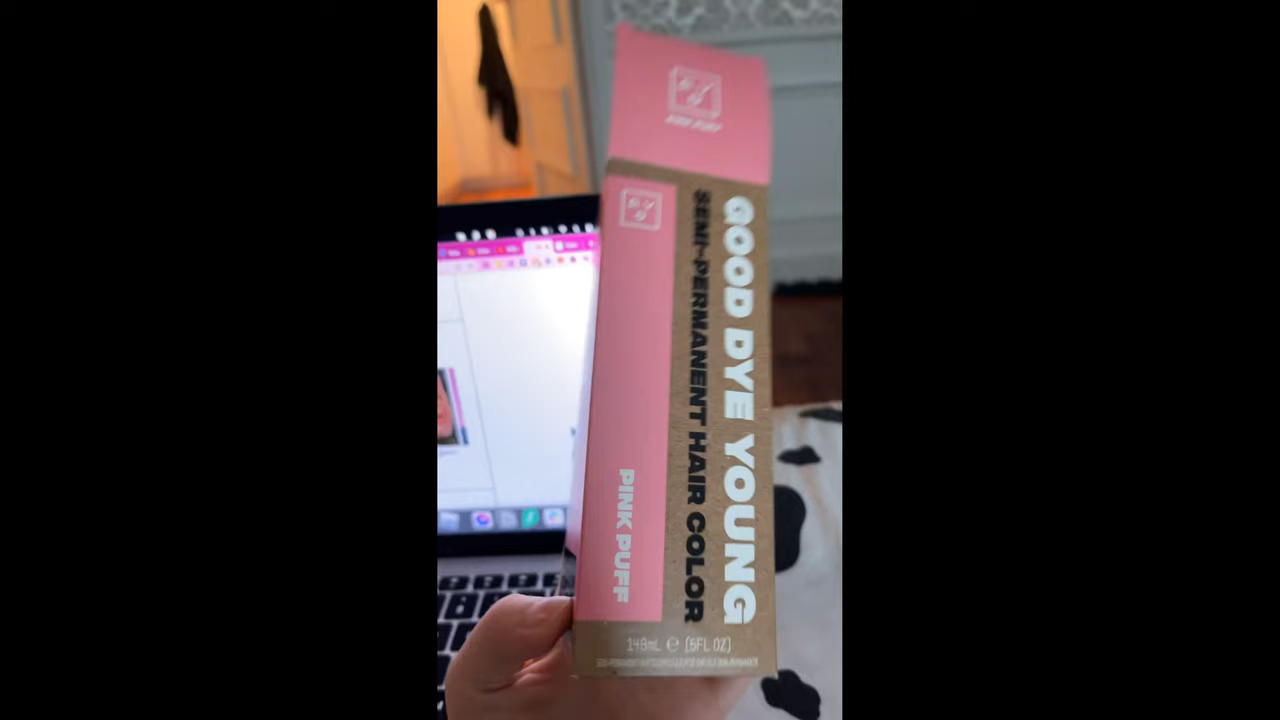 GOOD DYE YOUNG
SEMI-PERMANENT HAIR COLOR
PINK PUFF
148mL ℮ (5FL OZ)